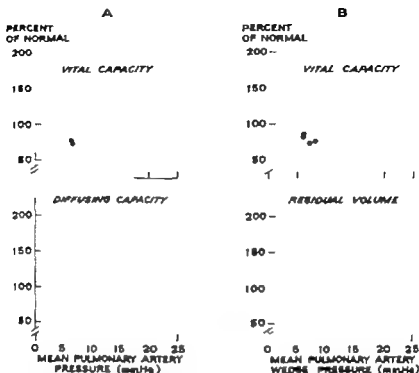 A
B
PERCENT
OF NORMAL
PERCENT
OF NORMAL
200
VITAL CAPACITY
150
100
50
200
VITAL CAPACITY
150
100
50
DIFFUSING CAPACITY
200
150
100
50
0 5 10 15 20 25
MEAN PULMONARY ARTERY
PRESSURE (mmHg)
RESIDUAL VOLUME
200
150
100
50
0 5 10 15 20 25
MEAN PULMONARY ARTERY
WEDGE PRESSURE (mmHg)